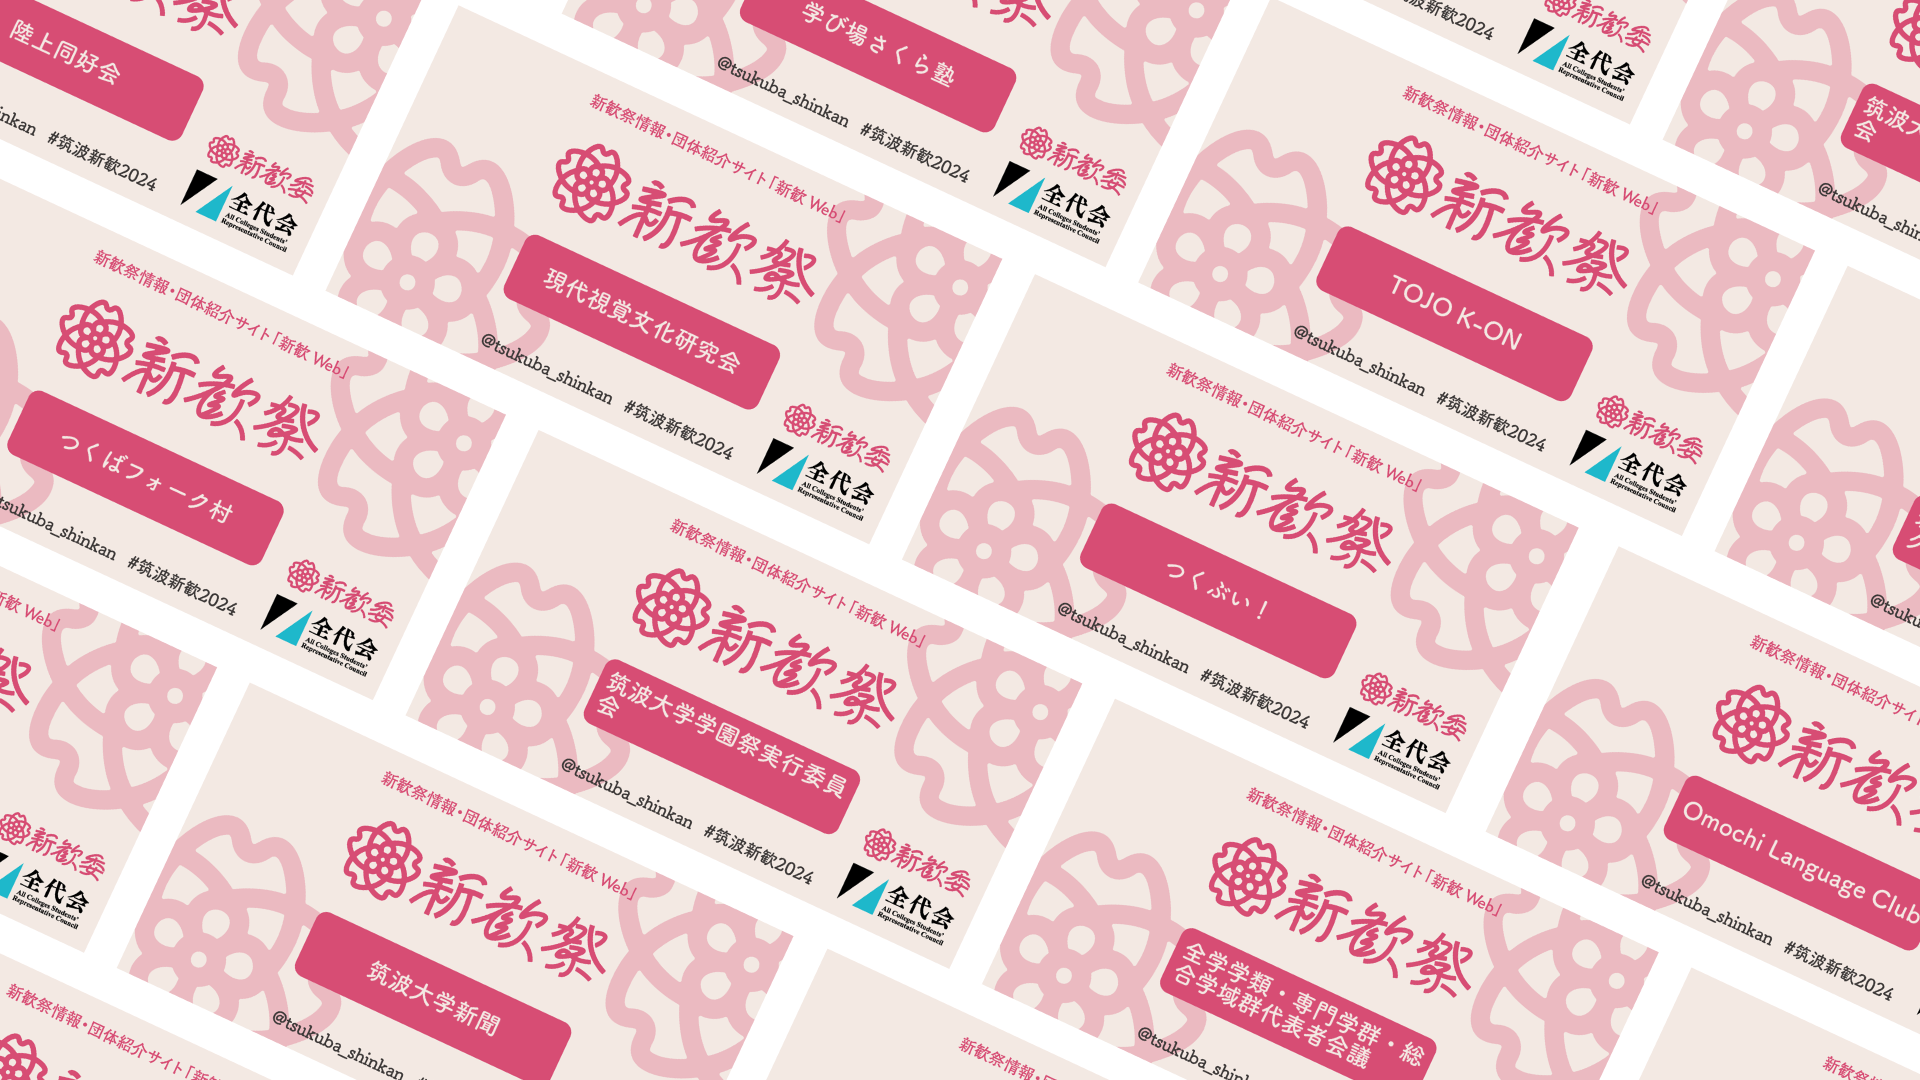 陸上同好会
#筑波新歓2024
新歓委
全代会
All Colleges Students'
Representative Council
学び場さくら塾
@tsukuba_shinkan #筑波新歓2024
新歓委
全代会
All Colleges Students'
Representative Council
#筑波新歓2024
新歓委
全代会
All Colleges Students'
Representative Council
新歓祭情報・団体紹介サイト「新歓 Web」
新歓祭
現代視覚文化研究会
@tsukuba_shinkan #筑波新歓2024
新歓委
全代会
All Colleges Students'
Representative Council
新歓祭情報・団体紹介サイト「新歓 Web」
新歓祭
TOJO K-ON
@tsukuba_shinkan #筑波新歓2024
新歓委
全代会
All Colleges Students'
Representative Council
新歓祭情報・団体紹介サイト「新歓 Web」
新歓祭
つくばフォーク村
tsukuba_shinkan #筑波新歓2024
新歓委
全代会
All Colleges Students'
Representative Council
新歓祭情報・団体紹介サイト「新歓 Web」
新歓祭
つくぶい！
@tsukuba_shinkan #筑波新歓2024
新歓委
全代会
All Colleges Students'
Representative Council
新歓祭情報・団体紹介サイト「新歓 Web」
新歓祭
筑波大学学園祭実行委員
会
@tsukuba_shinkan #筑波新歓2024
新歓委
全代会
All Colleges Students'
Representative Council
新歓祭情報・団体紹介サイ
新歓
Omochi Language Club
@tsukuba_shinkan #筑波新歓2024
新歓委
全代会
All Colleges Students'
Representative Council
新歓祭情報・団体紹介サイト「新歓 Web」
新歓祭
筑波大学新聞
@tsukuba_shinkan
新歓祭情報・団体紹介サイト「新歓 Web」
新歓祭
全学学類・専門学群・総
合学域群代表者会議
@tsukuba_shin
新歓祭情報・団体紹介サイト「新
新歓祭情報・団
新歓祭